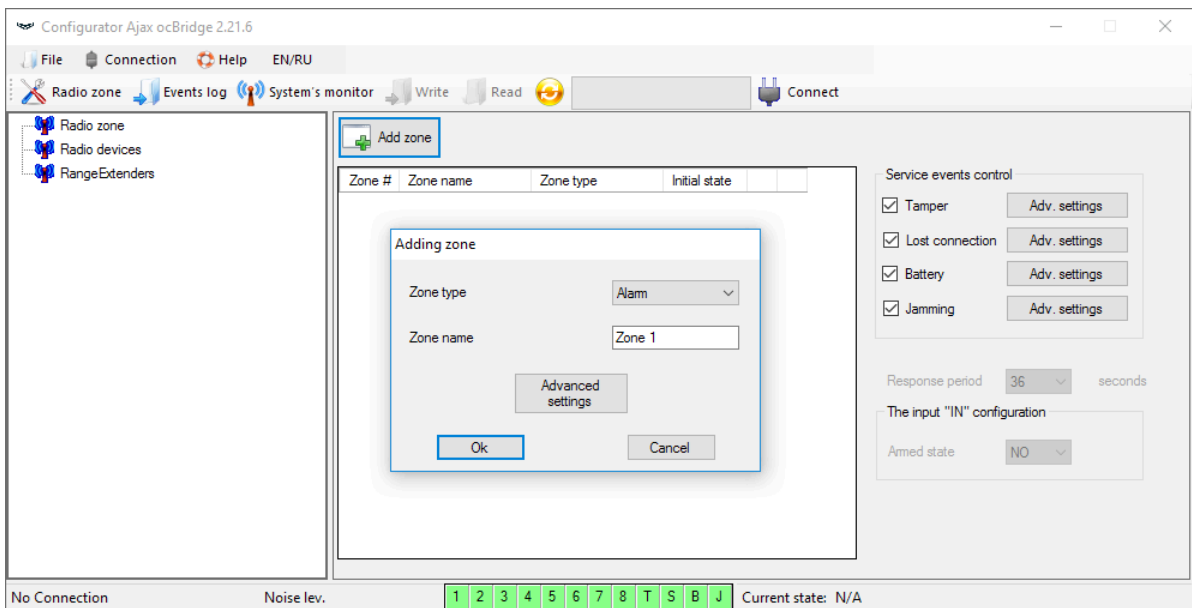 Configurator Ajax ocBridge 2.21.6
File Connection Help EN/RU
Radio zone Events log System's monitor Write Read Connect
Radio zone
Radio devices
RangeExtenders
Add zone
Zone # Zone name Zone type Initial state
Adding zone
Zone type Alarm
Zone name Zone 1
Advanced
settings
Ok Cancel
Service events control
Tamper Adv. settings
Lost connection Adv. settings
Battery Adv. settings
Jamming Adv. settings
Response period 36 seconds
The input "IN" configuration
Armed state NO
No Connection Noise lev. 1 2 3 4 5 6 7 8 T S B J Current state: N/A